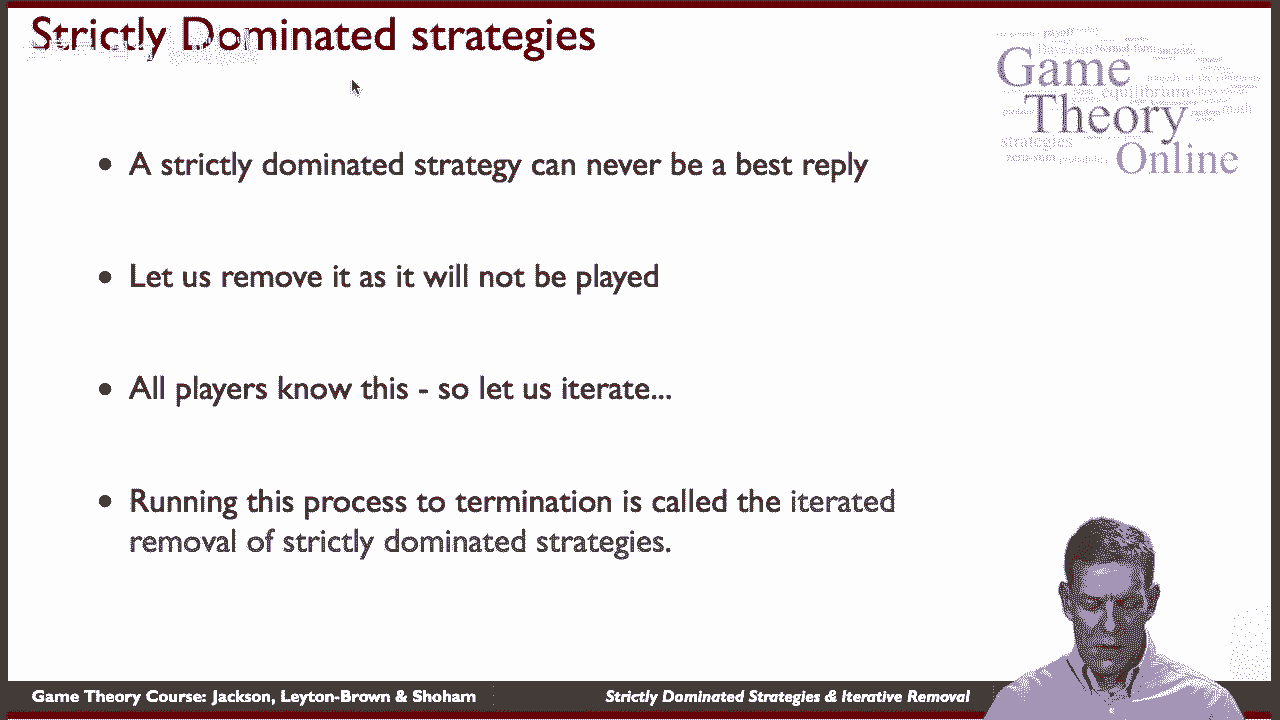 Strictly Dominated strategies
Game
Theory
Online
strategies
• A strictly dominated strategy can never be a best reply
• Let us remove it as it will not be played
• All players know this - so let us iterate...
• Running this process to termination is called the iterated
removal of strictly dominated strategies.
Game Theory Course: Jackson, Leyton-Brown & Shoham
Strictly Dominated Strategies & Iterative Removal